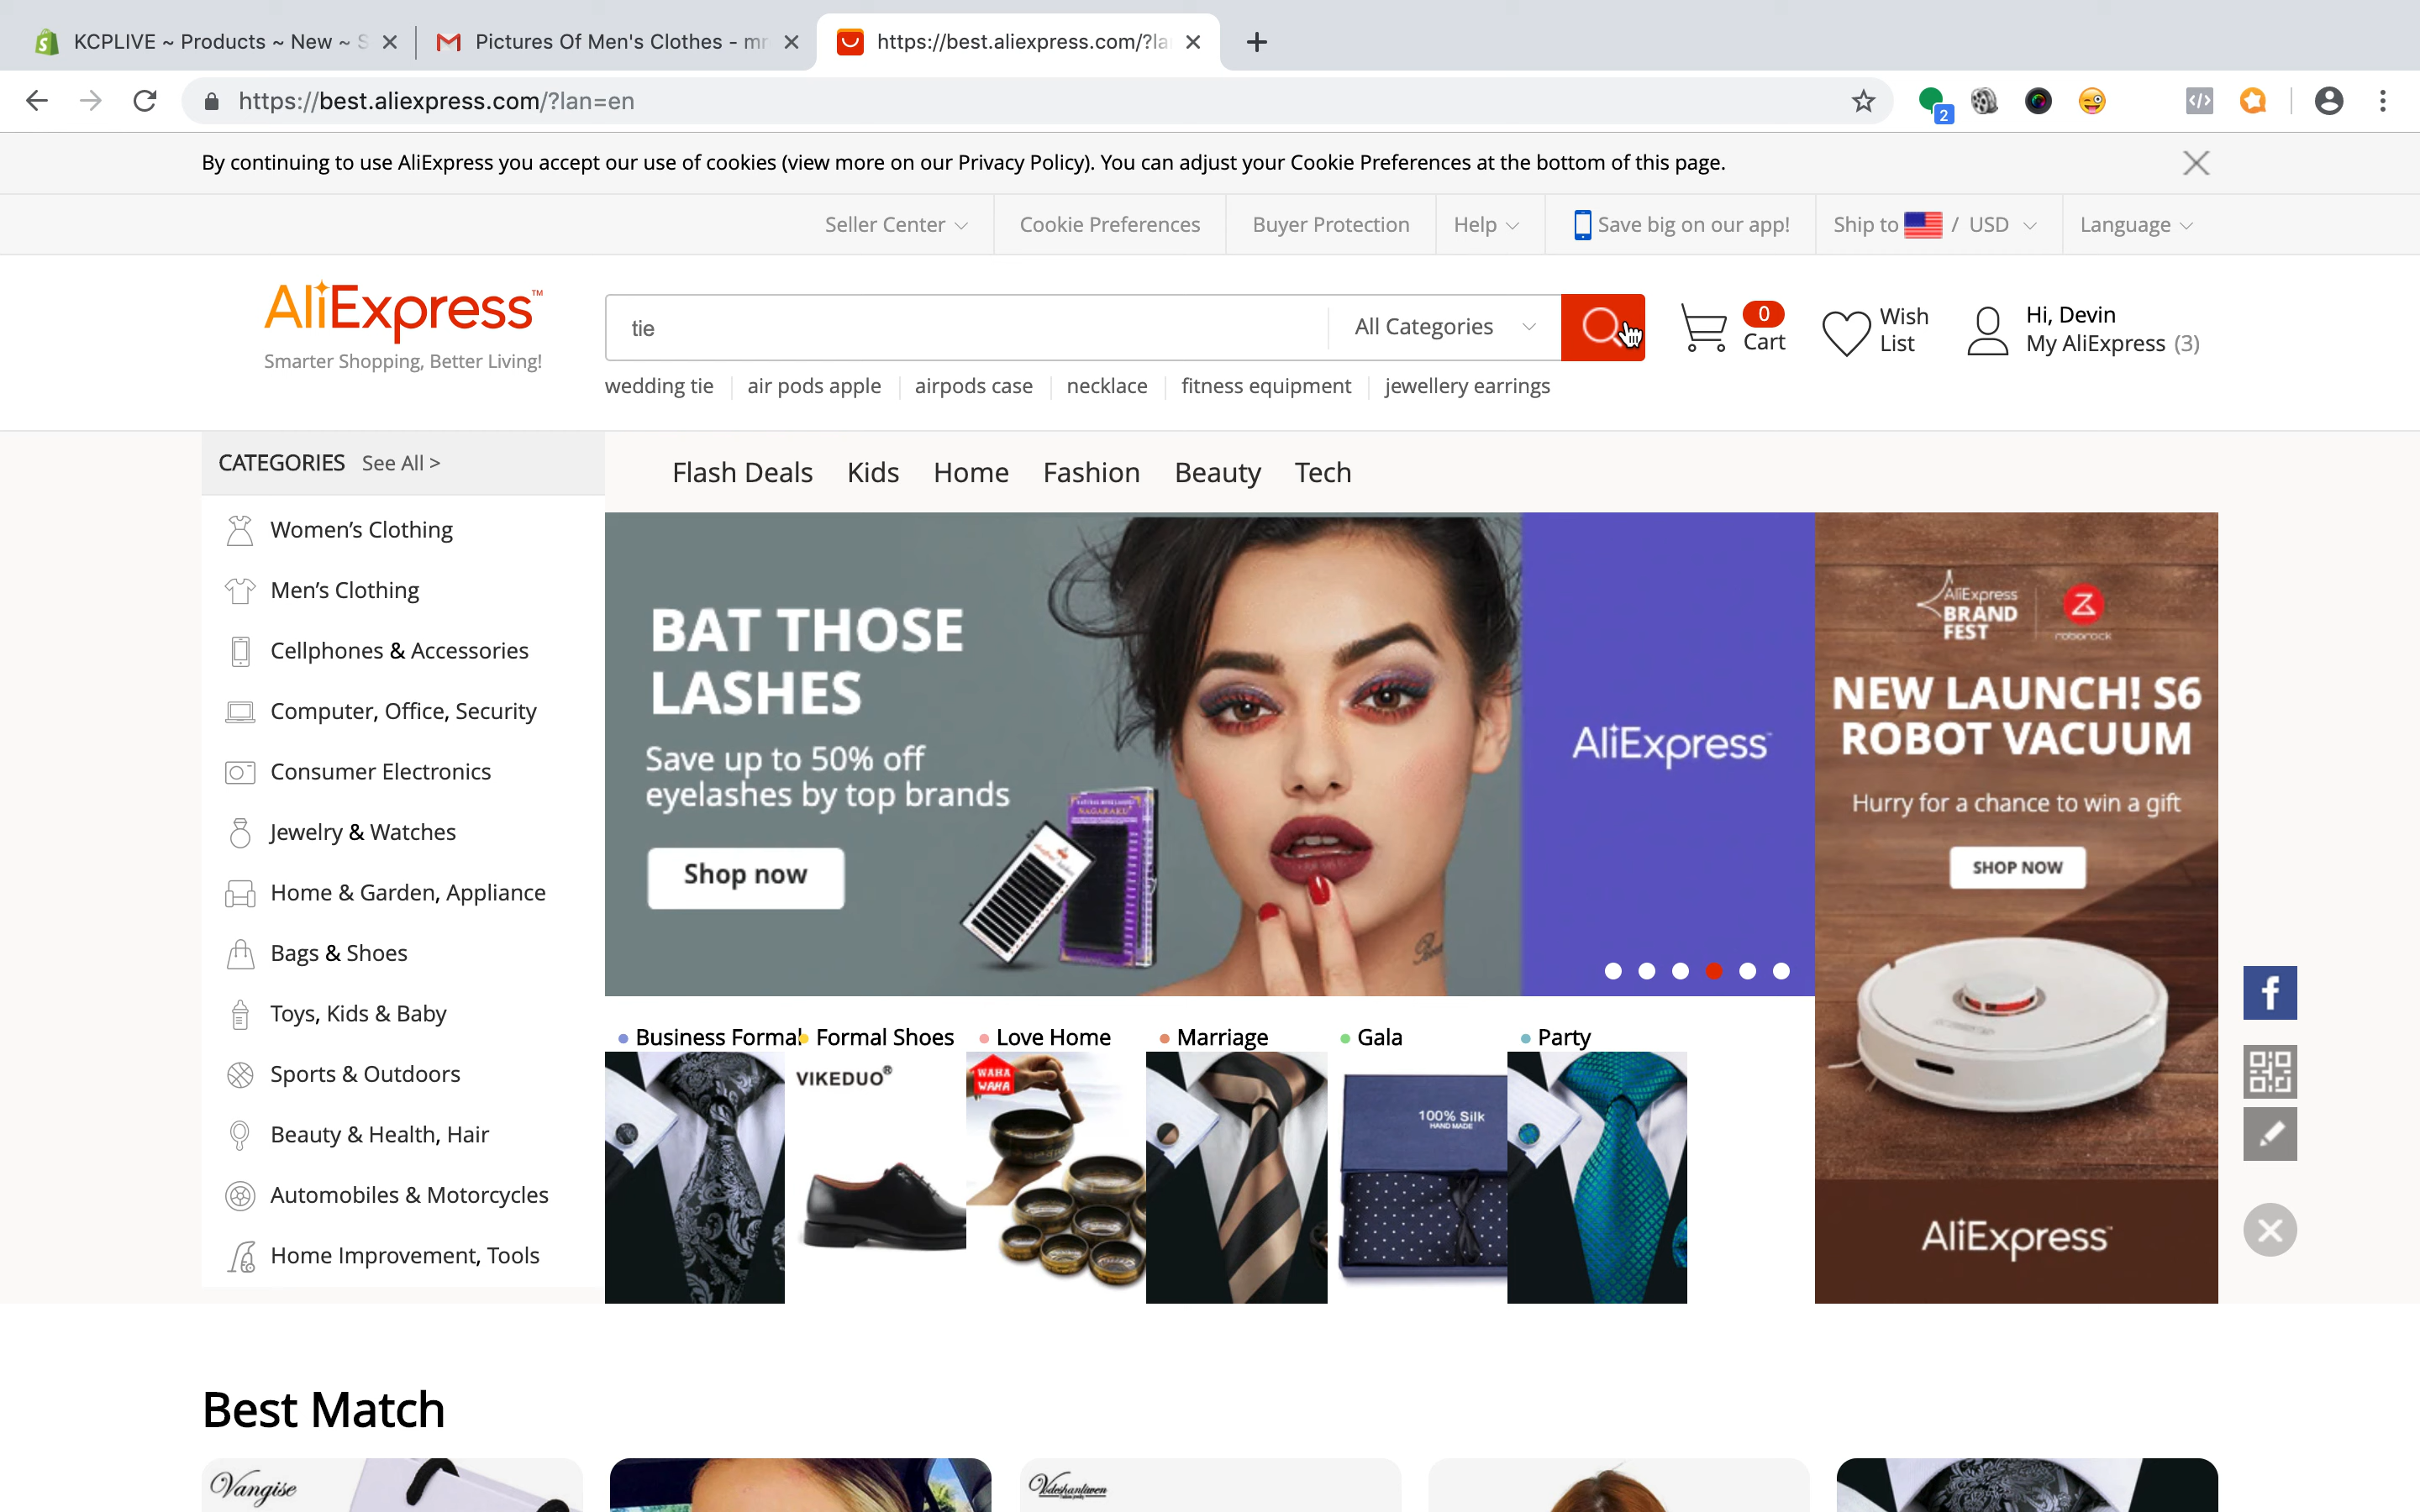 KCPLIVE ~ Products ~ New ~ S
Pictures Of Men's Clothes - mr
https://best.aliexpress.com/?la
https://best.aliexpress.com/?lan=en
2
By continuing to use AliExpress you accept our use of cookies (view more on our Privacy Policy). You can adjust your Cookie Preferences at the bottom of this page.
Seller Center
Cookie Preferences
Buyer Protection
Help
Save big on our app!
Ship to / USD
Language
AliExpress™
Smarter Shopping, Better Living!
tie
All Categories
0
Cart
Wish
List
Hi, Devin
My AliExpress (3)
wedding tie
air pods apple
airpods case
necklace
fitness equipment
jewellery earrings
CATEGORIES See All >
Flash Deals
Kids
Home
Fashion
Beauty
Tech
Women's Clothing
Men's Clothing
Cellphones & Accessories
Computer, Office, Security
Consumer Electronics
Jewelry & Watches
Home & Garden, Appliance
Bags & Shoes
Toys, Kids & Baby
Sports & Outdoors
Beauty & Health, Hair
Automobiles & Motorcycles
Home Improvement, Tools
BAT THOSE
LASHES
Save up to 50% off
eyelashes by top brands
Shop now
NAGARAKU
AliExpress™
AliExpress
BRAND
FEST
roborock
NEW LAUNCH! S6
ROBOT VACUUM
Hurry for a chance to win a gift
SHOP NOW
AliExpress™
Business Formal
Formal Shoes
Love Home
Marriage
Gala
Party
VIKEDUO®
WAHA
WAHA
100% Silk
HAND MADE
Best Match
Vangise